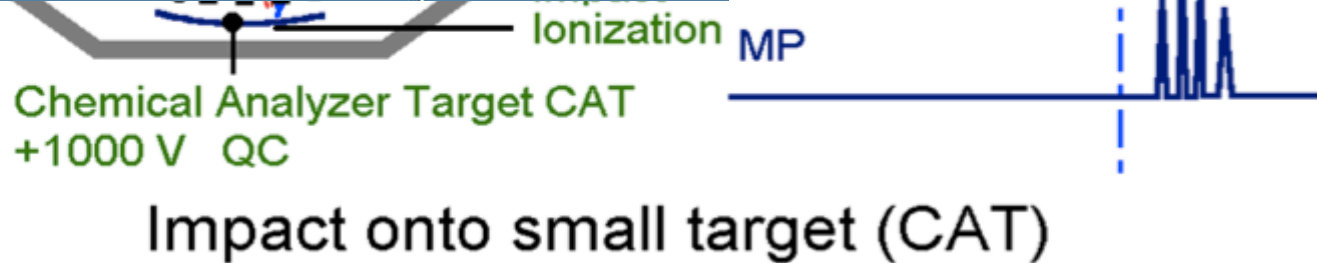 Ionization
MP
Chemical Analyzer Target CAT
+1000 V QC
Impact onto small target (CAT)